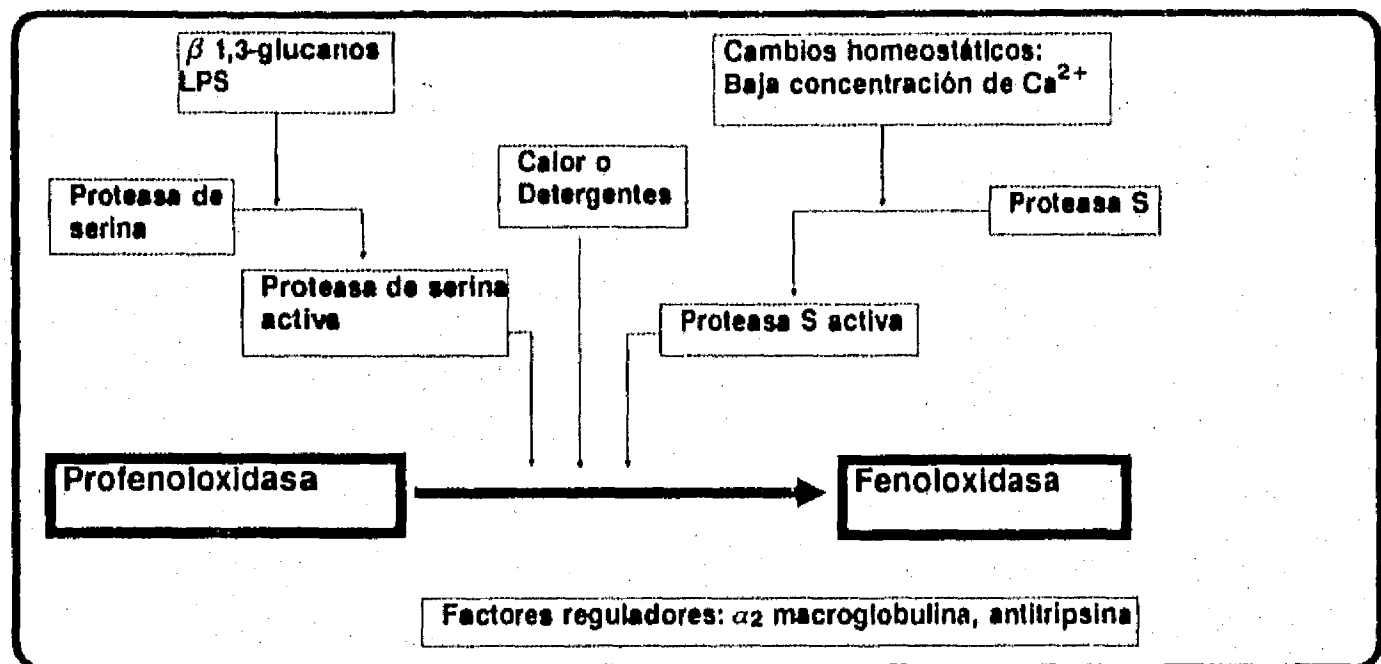 β 1,3-glucanos
LPS
Cambios homeostáticos:
Baja concentración de Ca²⁺
Calor o
Detergentes
Proteasa de
serina
Proteasa S
Proteasa de serina
activa
Proteasa S activa
Profenoloxidasa
Fenoloxidasa
Factores reguladores: α2 macroglobulina, antitripsina